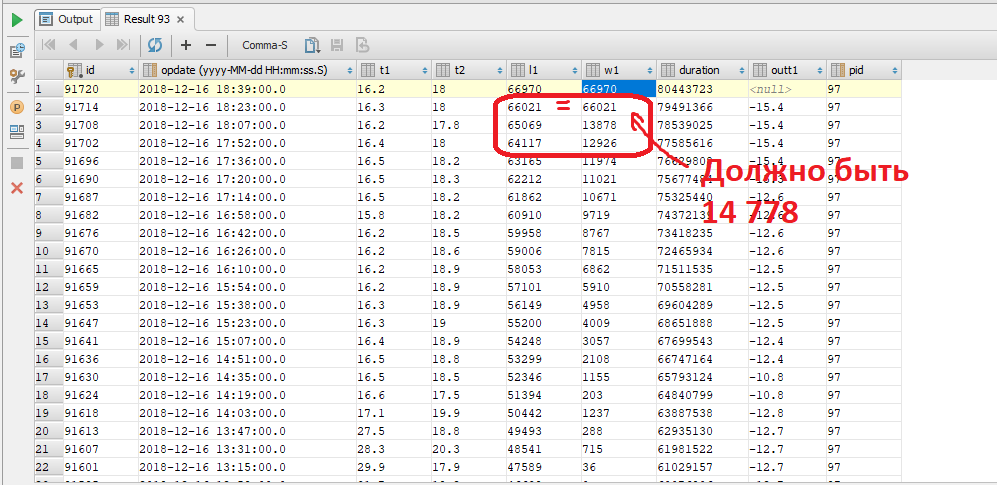 Output Result 93
Comma-S
id opdate (yyyy-MM-dd HH:mm:ss.S) t1 t2 l1 w1 duration outt1 pid
1 91720 2018-12-16 18:39:00.0 16.2 18 66970 66970 80443723 <null> 97
2 91714 2018-12-16 18:23:00.0 16.3 18 66021 = 66021 79491366 -15.4 97
3 91708 2018-12-16 18:07:00.0 16.2 17.8 65069 13878 78539025 -15.4 97
4 91702 2018-12-16 17:52:00.0 16.4 18 64117 12926 77585616 -15.4 97
5 91696 2018-12-16 17:36:00.0 16.5 18.2 63165 11974 76629808 -15.4 97
6 91690 2018-12-16 17:20:00.0 16.5 18.3 62212 11021 97
Должно быть
7 91687 2018-12-16 17:14:00.0 16.5 18.2 61862 10671 75325440 -12.6 97
14 778
8 91682 2018-12-16 16:58:00.0 15.8 18.2 60910 9719 74372139 97
9 91676 2018-12-16 16:42:00.0 16.2 18.2 59958 8767 73418235 -12.6 97
10 91670 2018-12-16 16:26:00.0 16.2 18.6 59006 7815 72465934 -12.6 97
11 91665 2018-12-16 16:10:00.0 16.2 18.9 58053 6862 71511535 -12.5 97
12 91659 2018-12-16 15:54:00.0 16.2 18.9 57101 5910 70558281 -12.5 97
13 91653 2018-12-16 15:38:00.0 16.3 18.9 56149 4958 69604289 -12.5 97
14 91647 2018-12-16 15:23:00.0 16.3 19 55200 4009 68651888 -12.5 97
15 91641 2018-12-16 15:07:00.0 16.4 18.9 54248 3057 67699543 -12.4 97
16 91636 2018-12-16 14:51:00.0 16.5 18.8 53299 2108 66747164 -12.4 97
17 91630 2018-12-16 14:35:00.0 16.5 18.5 52346 1155 65793124 -10.8 97
18 91624 2018-12-16 14:19:00.0 16.6 17.5 51394 203 64840799 -10.8 97
19 91618 2018-12-16 14:03:00.0 17.1 19.9 50442 1237 63887538 -12.8 97
20 91613 2018-12-16 13:47:00.0 27.5 18.8 49493 288 62935130 -12.7 97
21 91607 2018-12-16 13:31:00.0 28.3 20.3 48541 715 61981522 -12.7 97
22 91601 2018-12-16 13:15:00.0 29.9 17.9 47589 36 61029157 -12.7 97